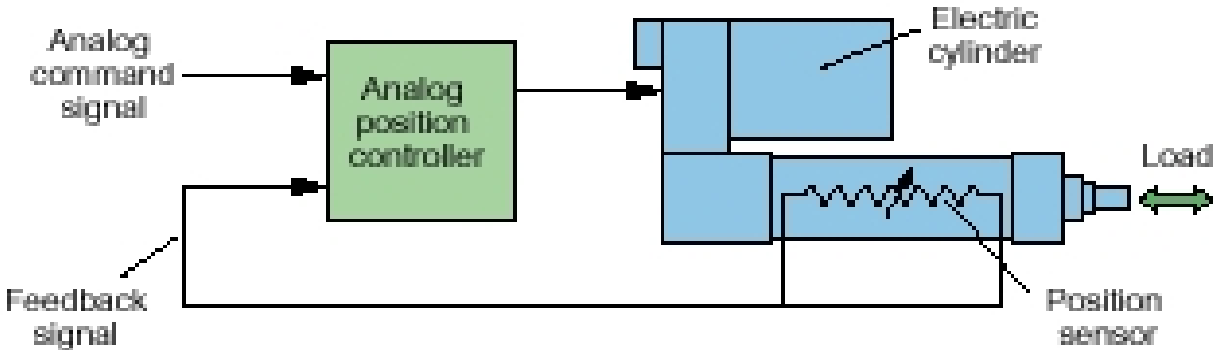 Analog
command
signal
Analog
position
controller
Electric
cylinder
Load
Feedback
signal
Position
sensor